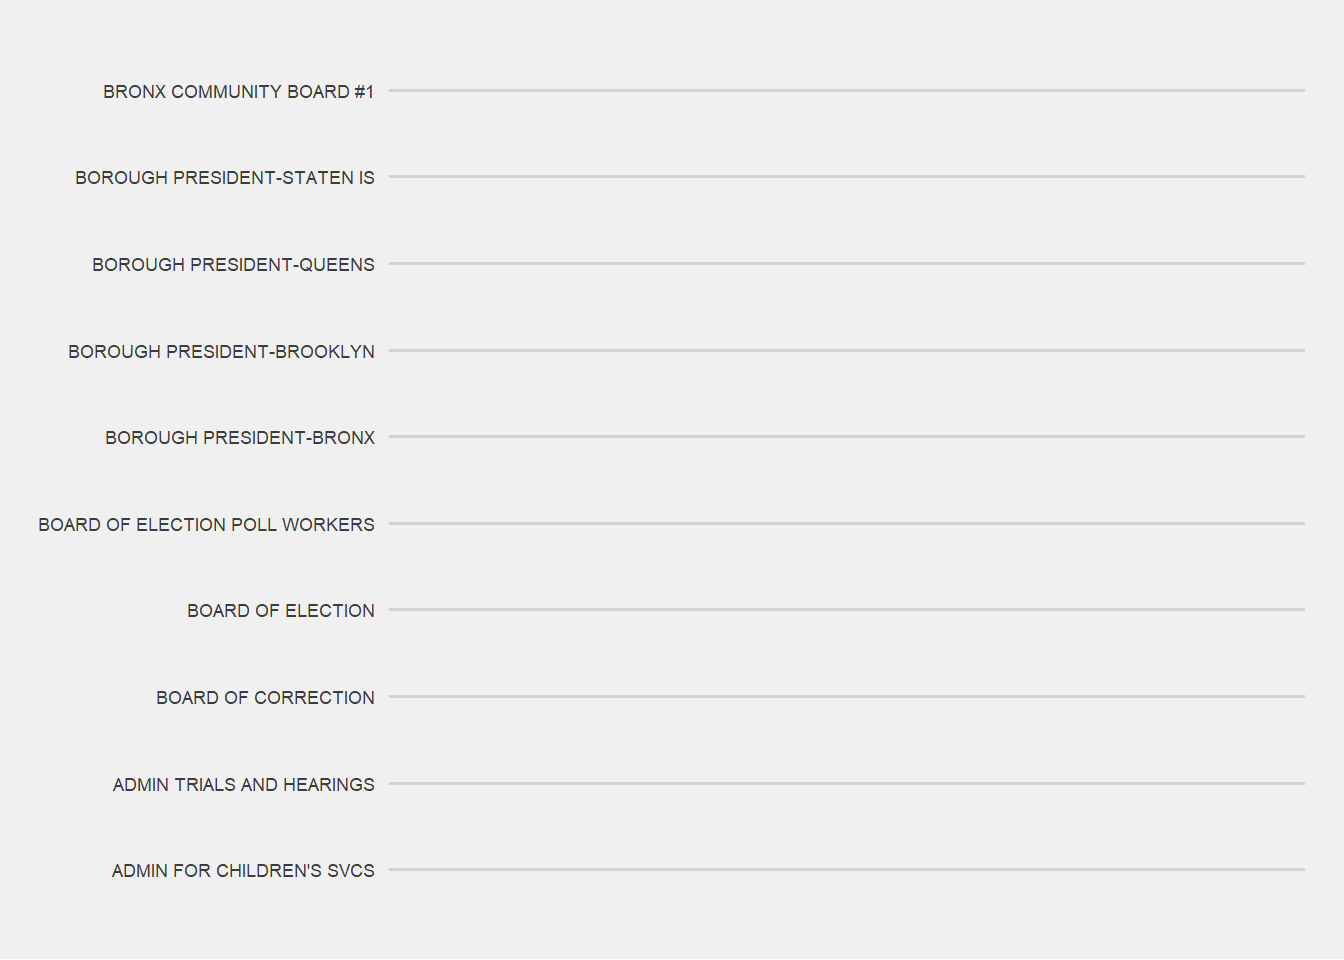 BRONX COMMUNITY BOARD #1
BOROUGH PRESIDENT-STATEN IS
BOROUGH PRESIDENT-QUEENS
BOROUGH PRESIDENT-BROOKLYN
BOROUGH PRESIDENT-BRONX
BOARD OF ELECTION POLL WORKERS
BOARD OF ELECTION
BOARD OF CORRECTION
ADMIN TRIALS AND HEARINGS
ADMIN FOR CHILDREN'S SVCS